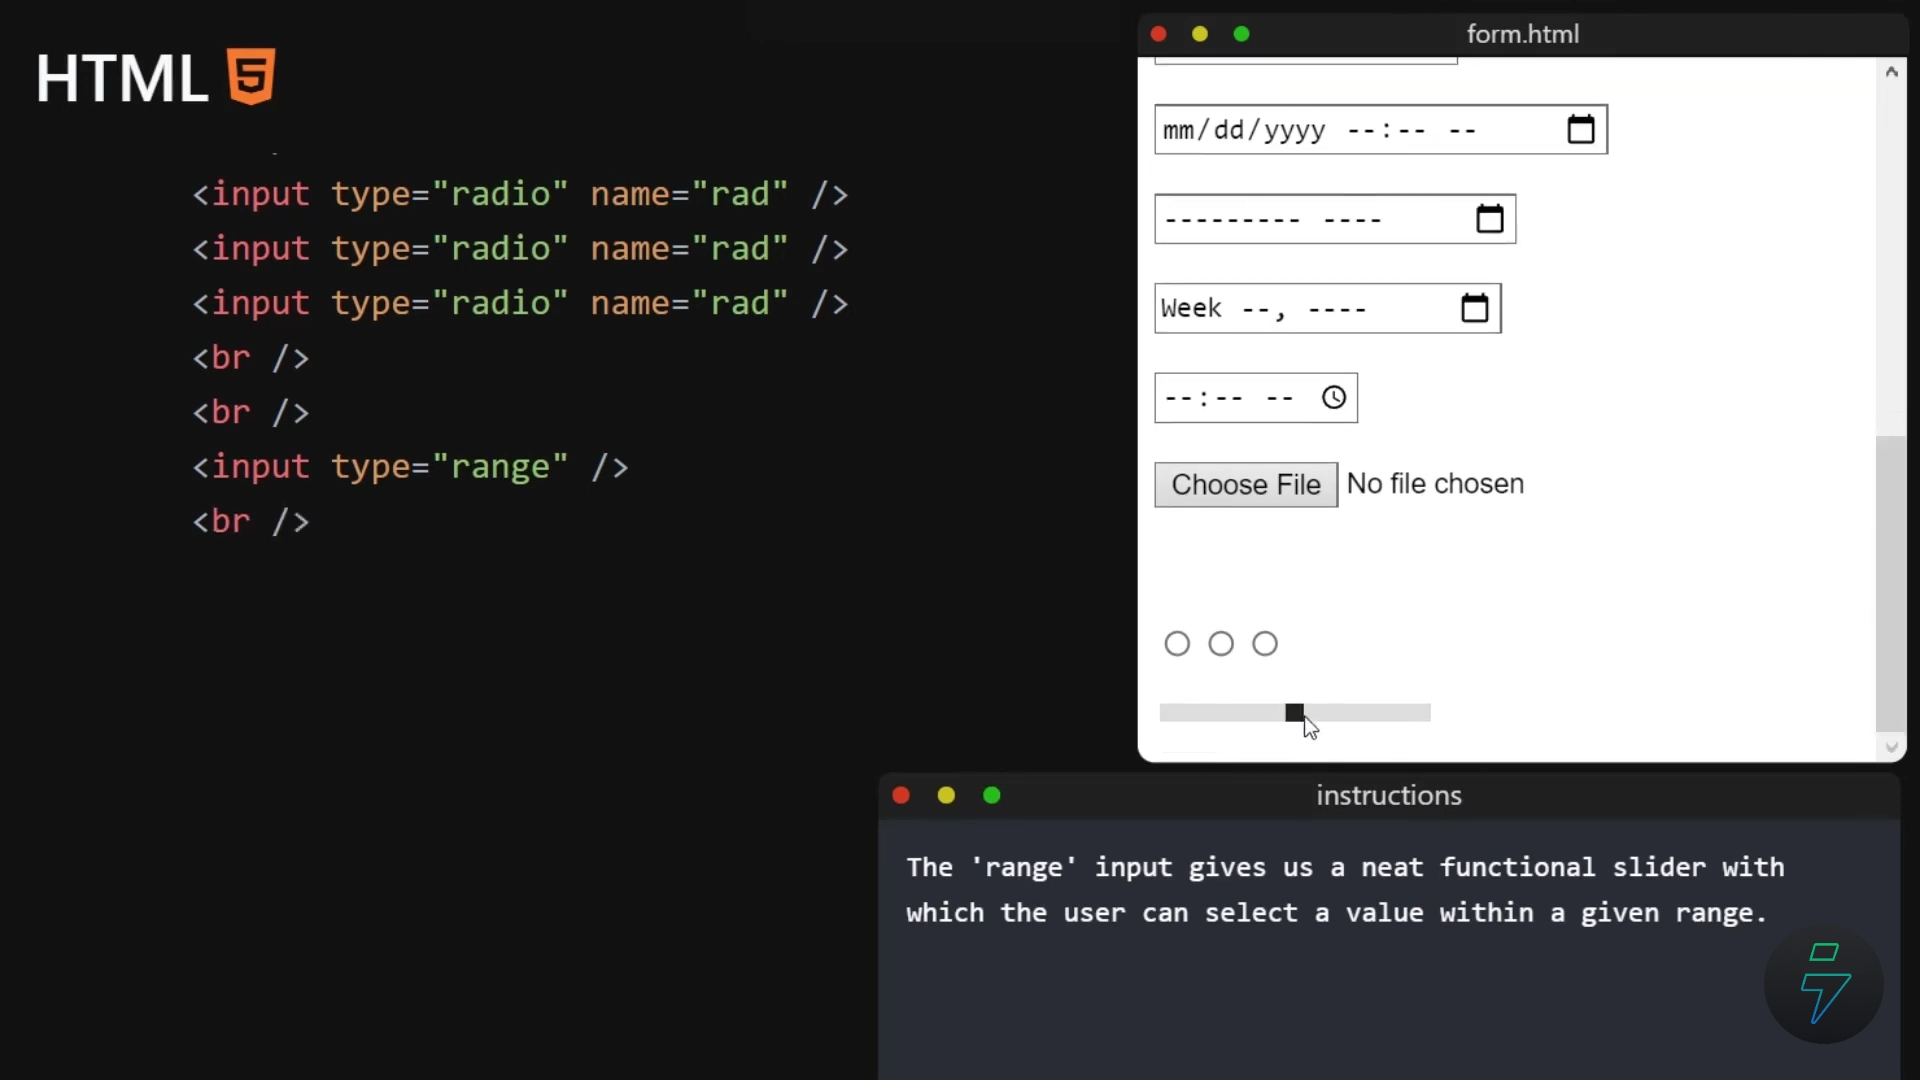 HTML 5
<input type="radio" name="rad" />
<input type="radio" name="rad" />
<input type="radio" name="rad" />
<br />
<br />
<input type="range" />
<br />
form.html
mm/dd/yyyy --:-- --
--------- ----
Week --, ----
--:-- --
Choose File No file chosen
instructions
The 'range' input gives us a neat functional slider with
which the user can select a value within a given range.